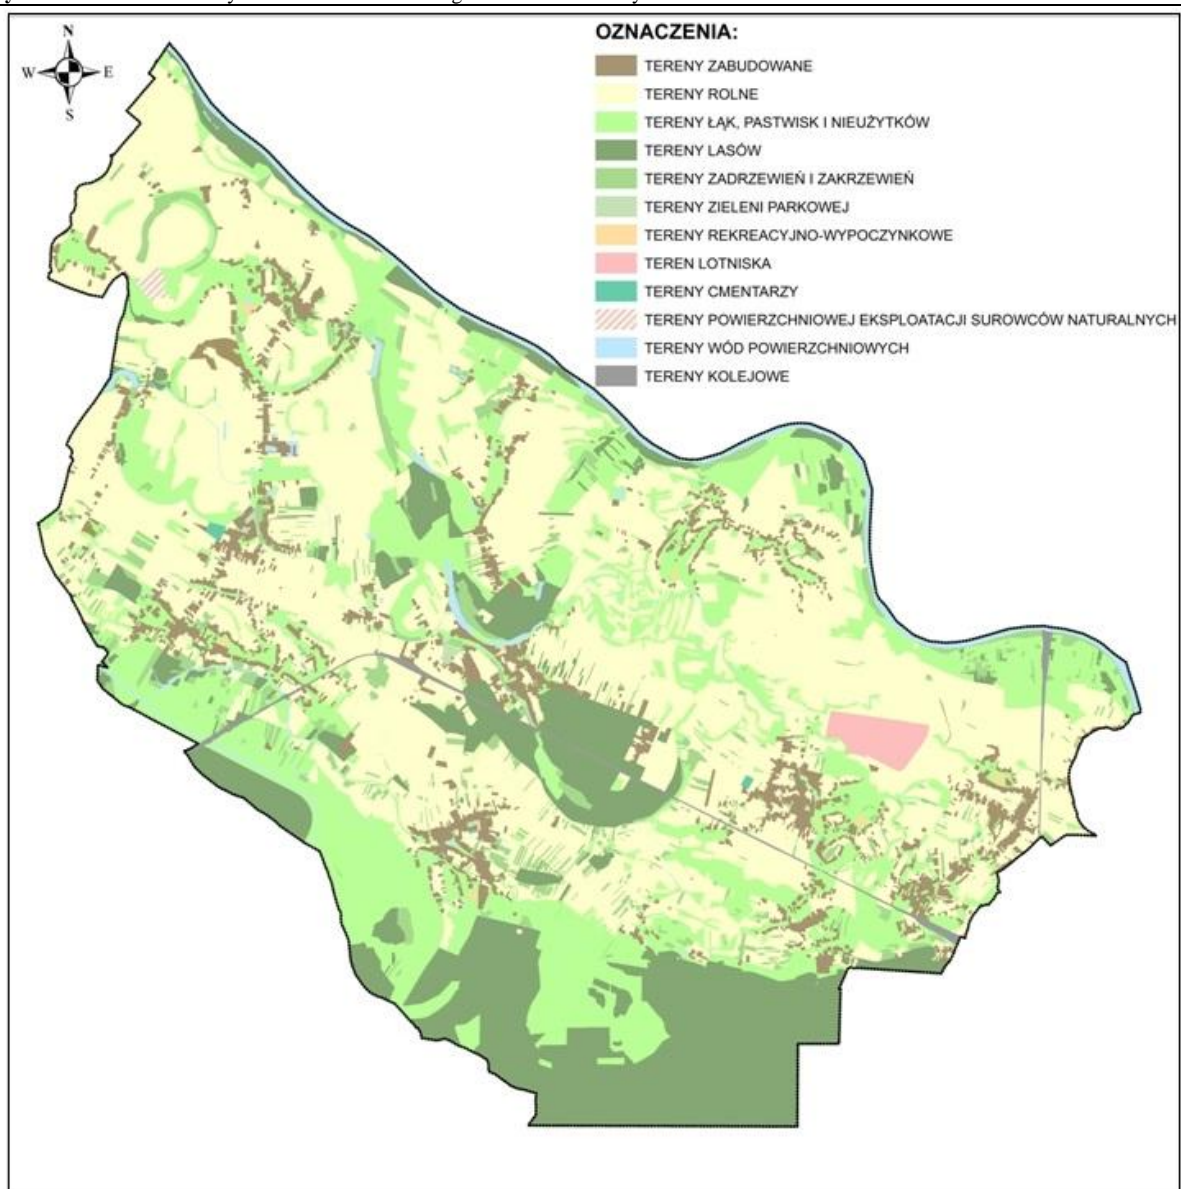 N
W E
S
OZNACZENIA:
TERENY ZABUDOWANE
TERENY ROLNE
TERENY ŁĄK, PASTWISK I NIEUŻYTKÓW
TERENY LASÓW
TERENY ZADRZEWIEŃ I ZAKRZEWIEŃ
TERENY ZIELENI PARKOWEJ
TERENY REKREACYJNO-WYPOCZYNKOWE
TEREN LOTNISKA
TERENY CMENTARZY
TERENY POWIERZCHNIOWEJ EKSPLOATACJI SUROWCÓW NATURALNYCH
TERENY WÓD POWIERZCHNIOWYCH
TERENY KOLEJOWE